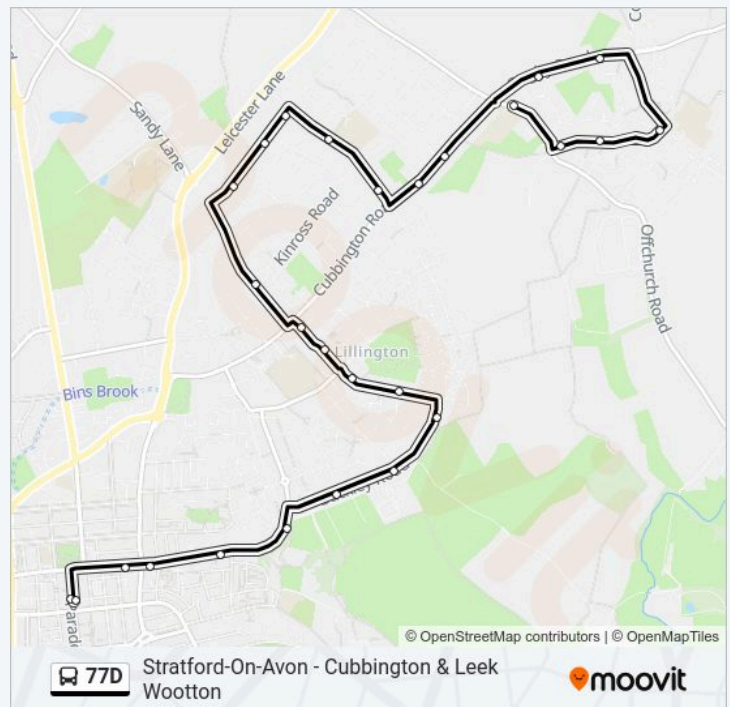 Sandy Lane
Leicester Lane
Kinross Road
Cubbington Roa
Offchurch Road
Lillington
Bins Brook
Parade
© OpenStreetMap contributors | © OpenMapTiles
77D
Stratford-On-Avon - Cubbington & Leek
Wootton
moovit